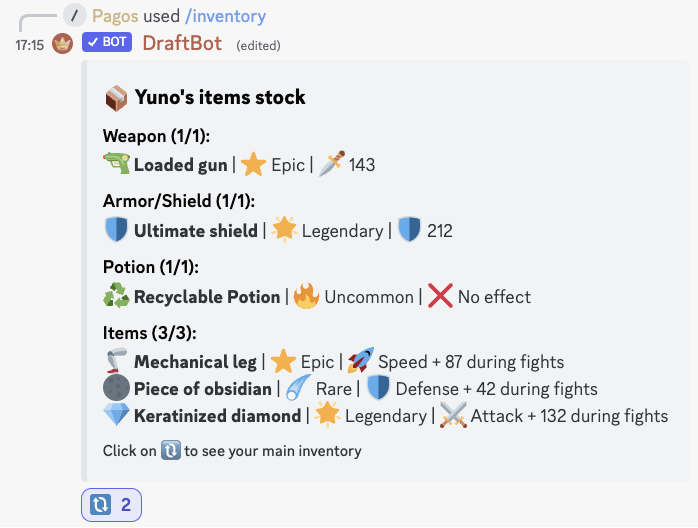 / Pagos used /inventory
17:15 ✓ BOT DraftBot (edited)
Yuno's items stock
Weapon (1/1):
Loaded gun | Epic | 143
Armor/Shield (1/1):
Ultimate shield | Legendary | 212
Potion (1/1):
Recyclable Potion | Uncommon | No effect
Items (3/3):
Mechanical leg | Epic | Speed + 87 during fights
Piece of obsidian | Rare | Defense + 42 during fights
Keratinized diamond | Legendary | Attack + 132 during fights
Click on 🔃 to see your main inventory
🔃 2